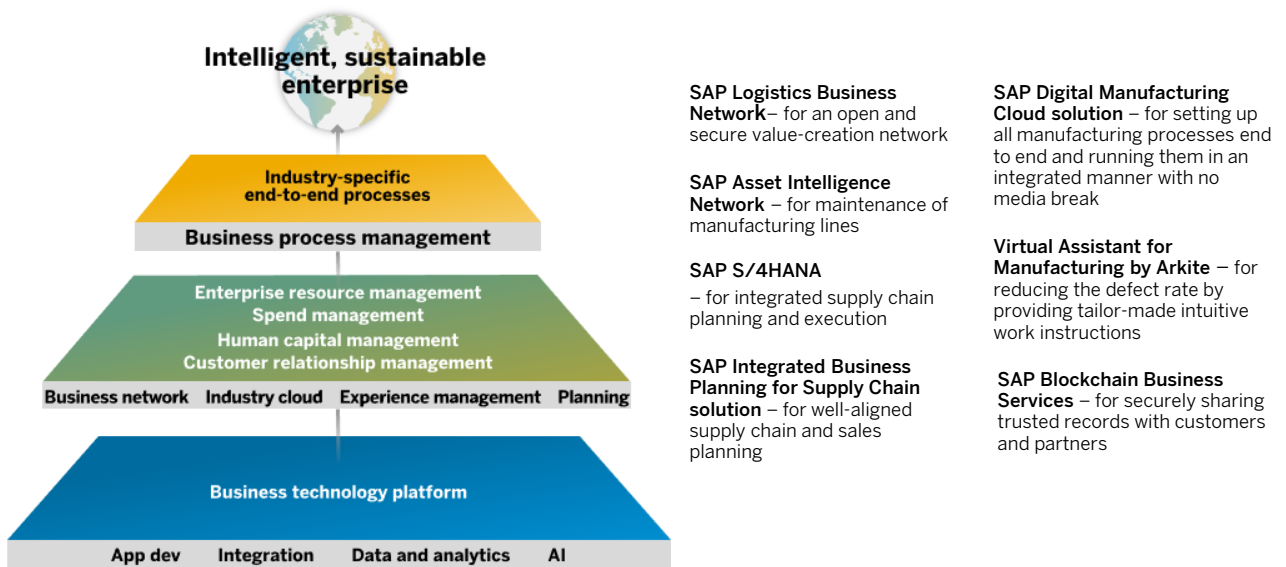 Intelligent, sustainable
enterprise
Industry-specific
end-to-end processes
Business process management
Enterprise resource management
Spend management
Human capital management
Customer relationship management
Business network Industry cloud Experience management Planning
Business technology platform
App dev Integration Data and analytics AI
SAP Logistics Business
Network– for an open and
secure value-creation network
SAP Asset Intelligence
Network – for maintenance of
manufacturing lines
SAP S/4HANA
– for integrated supply chain
planning and execution
SAP Integrated Business
Planning for Supply Chain
solution – for well-aligned
supply chain and sales
planning
SAP Digital Manufacturing
Cloud solution – for setting up
all manufacturing processes end
to end and running them in an
integrated manner with no
media break
Virtual Assistant for
Manufacturing by Arkite – for
reducing the defect rate by
providing tailor-made intuitive
work instructions
SAP Blockchain Business
Services – for securely sharing
trusted records with customers
and partners